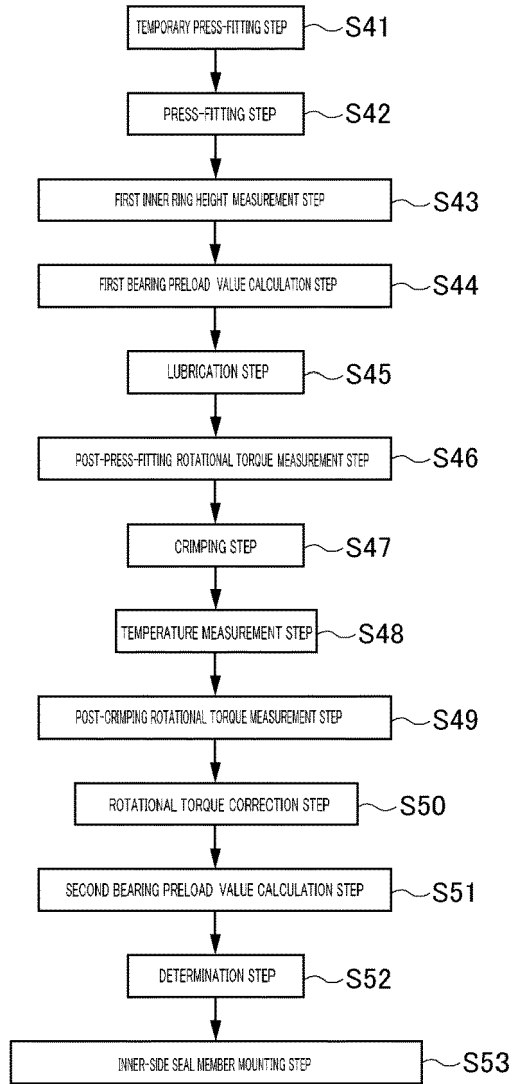 TEMPORARY PRESS-FITTING STEP S41
PRESS-FITTING STEP S42
FIRST INNER RING HEIGHT MEASUREMENT STEP S43
FIRST BEARING PRELOAD VALUE CALCULATION STEP S44
LUBRICATION STEP S45
POST-PRESS-FITTING ROTATIONAL TORQUE MEASUREMENT STEP S46
CRIMPING STEP S47
TEMPERATURE MEASUREMENT STEP S48
POST-CRIMPING ROTATIONAL TORQUE MEASUREMENT STEP S49
ROTATIONAL TORQUE CORRECTION STEP S50
SECOND BEARING PRELOAD VALUE CALCULATION STEP S51
DETERMINATION STEP S52
INNER-SIDE SEAL MEMBER MOUNTING STEP S53